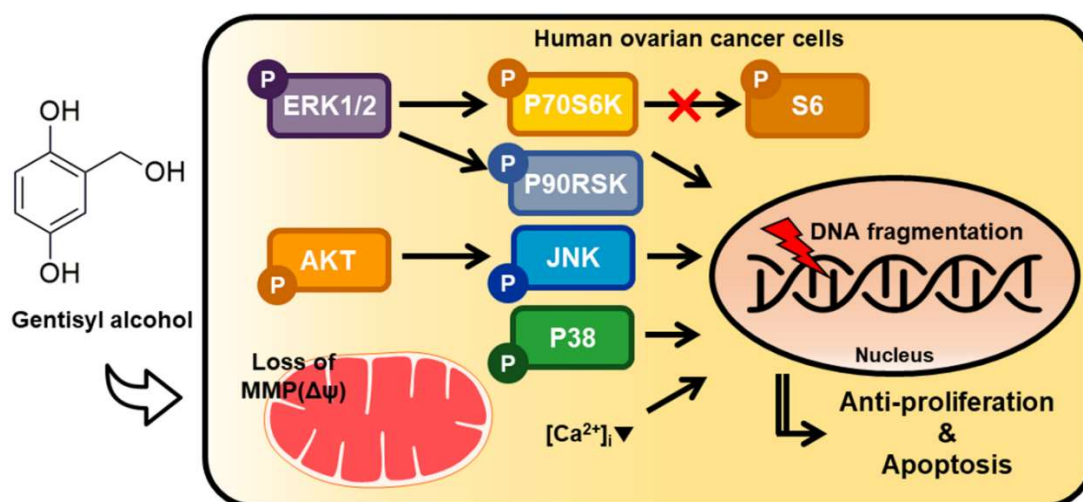 Human ovarian cancer cells
P
ERK1/2
P
P70S6K
P
S6
OH
OH
OH
Gentisyl alcohol
P
P90RSK
AKT
P
JNK
P
P38
P
DNA fragmentation
Nucleus
Loss of
MMP(Δψ)
[Ca²⁺]ᵢ▼
Anti-proliferation
&
Apoptosis